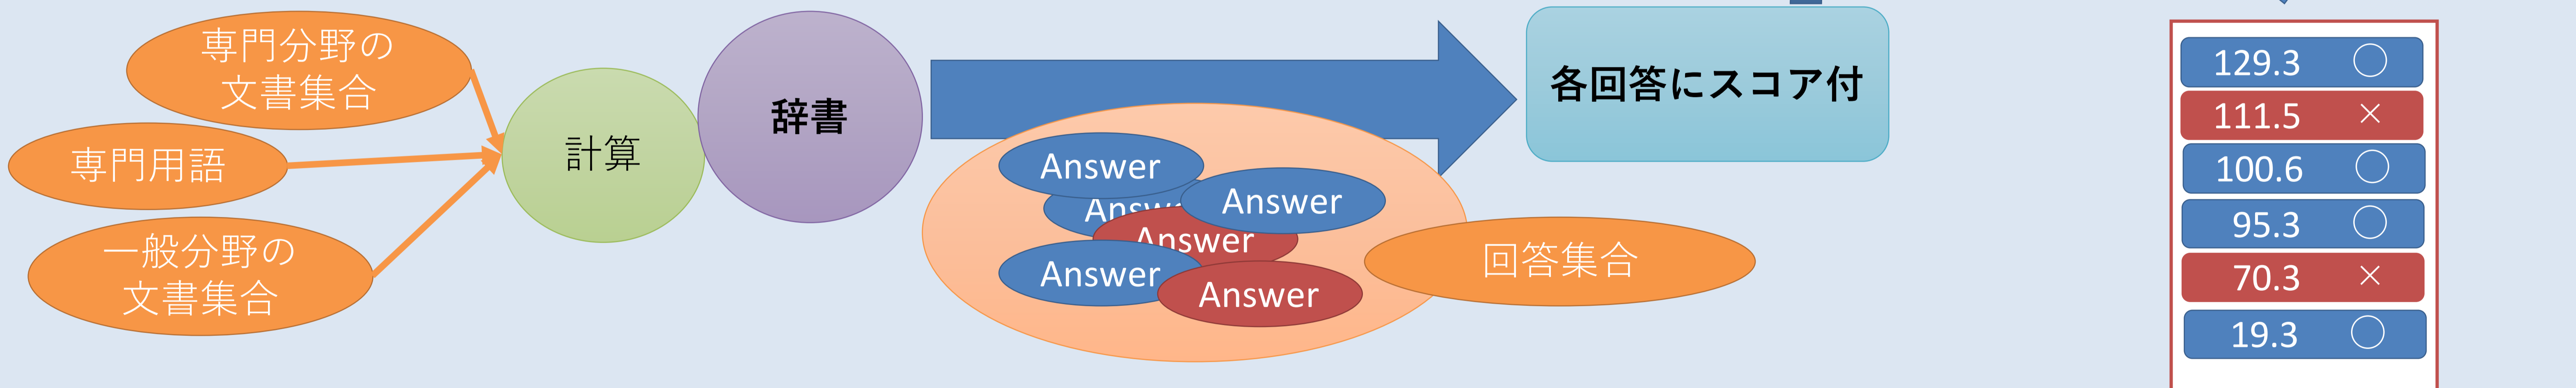 専門分野の
文書集合
専門用語
一般分野の
文書集合
計算
辞書
Answer
Answer
Answer
Answer
Answer
回答集合
各回答にスコア付
129.3 ○
111.5 ×
100.6 ○
95.3 ○
70.3 ×
19.3 ○